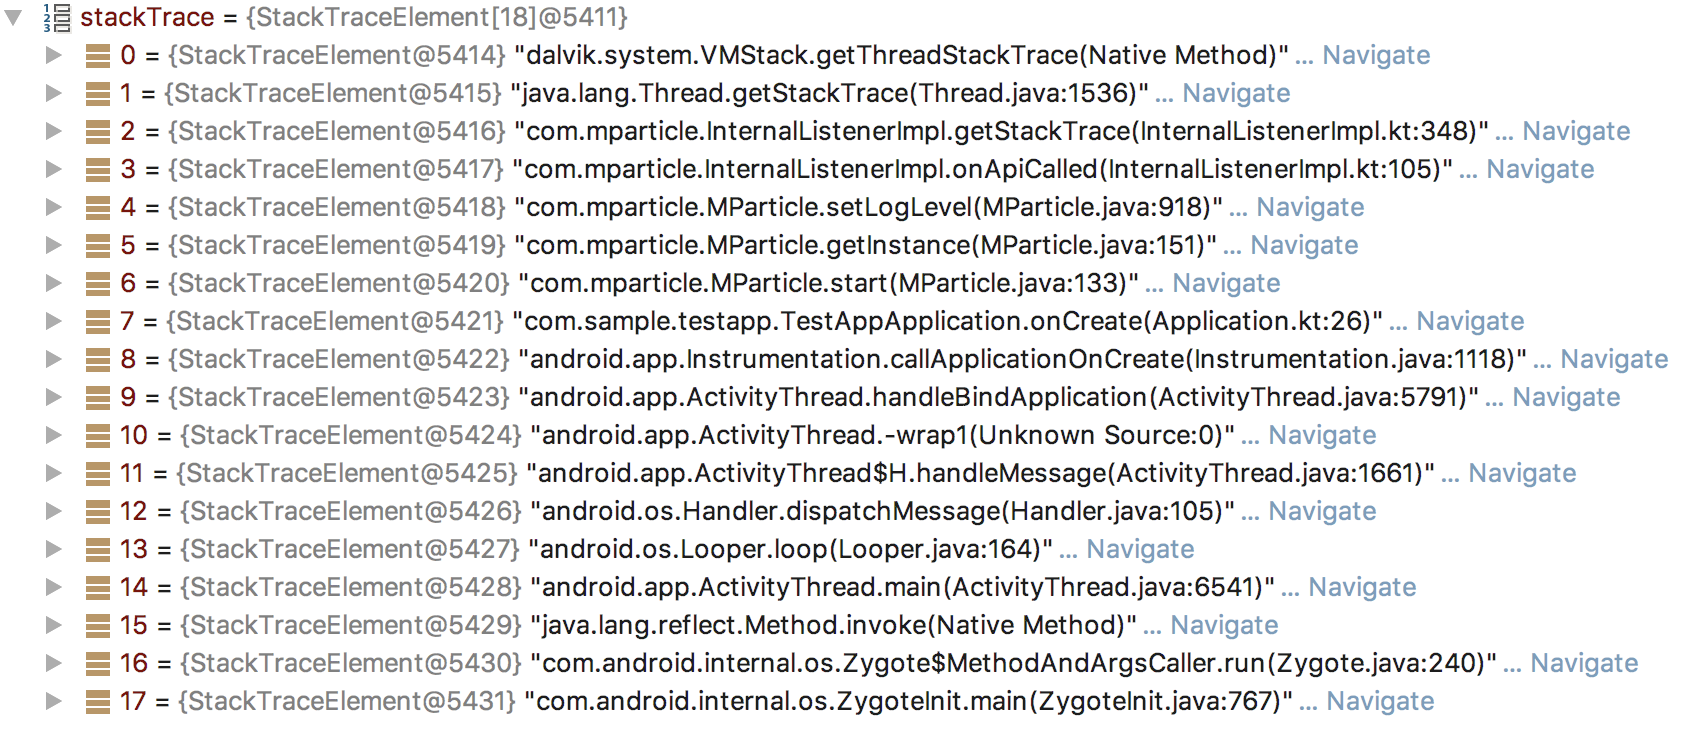 stackTrace = {StackTraceElement[18]@5411}
0 = {StackTraceElement@5414} "dalvik.system.VMStack.getThreadStackTrace(Native Method)" ... Navigate
1 = {StackTraceElement@5415} "java.lang.Thread.getStackTrace(Thread.java:1536)" ... Navigate
2 = {StackTraceElement@5416} "com.mparticle.InternalListenerImpl.getStackTrace(InternalListenerImpl.kt:348)" ... Navigate
3 = {StackTraceElement@5417} "com.mparticle.InternalListenerImpl.onApiCalled(InternalListenerImpl.kt:105)" ... Navigate
4 = {StackTraceElement@5418} "com.mparticle.MParticle.setLogLevel(MParticle.java:918)" ... Navigate
5 = {StackTraceElement@5419} "com.mparticle.MParticle.getInstance(MParticle.java:151)" ... Navigate
6 = {StackTraceElement@5420} "com.mparticle.MParticle.start(MParticle.java:133)" ... Navigate
7 = {StackTraceElement@5421} "com.sample.testapp.TestAppApplication.onCreate(Application.kt:26)" ... Navigate
8 = {StackTraceElement@5422} "android.app.Instrumentation.callApplicationOnCreate(Instrumentation.java:1118)" ... Navigate
9 = {StackTraceElement@5423} "android.app.ActivityThread.handleBindApplication(ActivityThread.java:5791)" ... Navigate
10 = {StackTraceElement@5424} "android.app.ActivityThread.-wrap1(Unknown Source:0)" ... Navigate
11 = {StackTraceElement@5425} "android.app.ActivityThread$H.handleMessage(ActivityThread.java:1661)" ... Navigate
12 = {StackTraceElement@5426} "android.os.Handler.dispatchMessage(Handler.java:105)" ... Navigate
13 = {StackTraceElement@5427} "android.os.Looper.loop(Looper.java:164)" ... Navigate
14 = {StackTraceElement@5428} "android.app.ActivityThread.main(ActivityThread.java:6541)" ... Navigate
15 = {StackTraceElement@5429} "java.lang.reflect.Method.invoke(Native Method)" ... Navigate
16 = {StackTraceElement@5430} "com.android.internal.os.Zygote$MethodAndArgsCaller.run(Zygote.java:240)" ... Navigate
17 = {StackTraceElement@5431} "com.android.internal.os.ZygoteInit.main(ZygoteInit.java:767)" ... Navigate